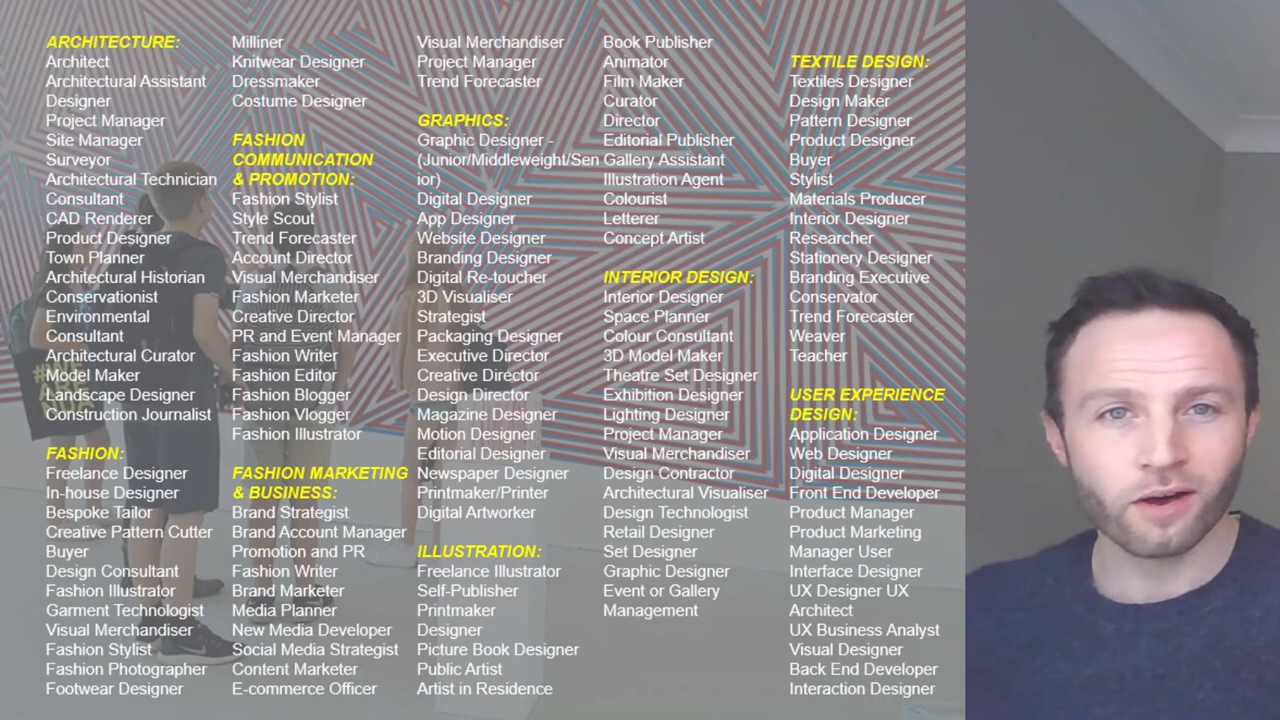 ARCHITECTURE:
Architect
Architectural Assistant
Designer
Project Manager
Site Manager
Surveyor
Architectural Technician
Consultant
CAD Renderer
Product Designer
Town Planner
Architectural Historian
Conservationist
Environmental
Consultant
Architectural Curator
Model Maker
Landscape Designer
Construction Journalist
FASHION:
Freelance Designer
In-house Designer
Bespoke Tailor
Creative Pattern Cutter
Buyer
Design Consultant
Fashion Illustrator
Garment Technologist
Visual Merchandiser
Fashion Stylist
Fashion Photographer
Footwear Designer
Milliner
Knitwear Designer
Dressmaker
Costume Designer
FASHION
COMMUNICATION
& PROMOTION:
Fashion Stylist
Style Scout
Trend Forecaster
Account Director
Visual Merchandiser
Fashion Marketer
Creative Director
PR and Event Manager
Fashion Writer
Fashion Editor
Fashion Blogger
Fashion Vlogger
Fashion Illustrator
FASHION MARKETING
& BUSINESS:
Brand Strategist
Brand Account Manager
Promotion and PR
Fashion Writer
Brand Marketer
Media Planner
New Media Developer
Social Media Strategist
Content Marketer
E-commerce Officer
Visual Merchandiser
Project Manager
Trend Forecaster
GRAPHICS:
Graphic Designer -
(Junior/Middleweight/Sen
ior)
Digital Designer
App Designer
Website Designer
Branding Designer
Digital Re-toucher
3D Visualiser
Strategist
Packaging Designer
Executive Director
Creative Director
Design Director
Magazine Designer
Motion Designer
Editorial Designer
Newspaper Designer
Printmaker/Printer
Digital Artworker
ILLUSTRATION:
Freelance Illustrator
Self-Publisher
Printmaker
Designer
Picture Book Designer
Public Artist
Artist in Residence
Book Publisher
Animator
Film Maker
Curator
Director
Editorial Publisher
Gallery Assistant
Illustration Agent
Colourist
Letterer
Concept Artist
INTERIOR DESIGN:
Interior Designer
Space Planner
Colour Consultant
3D Model Maker
Theatre Set Designer
Exhibition Designer
Lighting Designer
Project Manager
Visual Merchandiser
Design Contractor
Architectural Visualiser
Design Technologist
Retail Designer
Set Designer
Graphic Designer
Event or Gallery
Management
TEXTILE DESIGN:
Textiles Designer
Design Maker
Pattern Designer
Product Designer
Buyer
Stylist
Materials Producer
Interior Designer
Researcher
Stationery Designer
Branding Executive
Conservator
Trend Forecaster
Weaver
Teacher
USER EXPERIENCE
DESIGN:
Application Designer
Web Designer
Digital Designer
Front End Developer
Product Manager
Product Marketing
Manager User
Interface Designer
UX Designer UX
Architect
UX Business Analyst
Visual Designer
Back End Developer
Interaction Designer